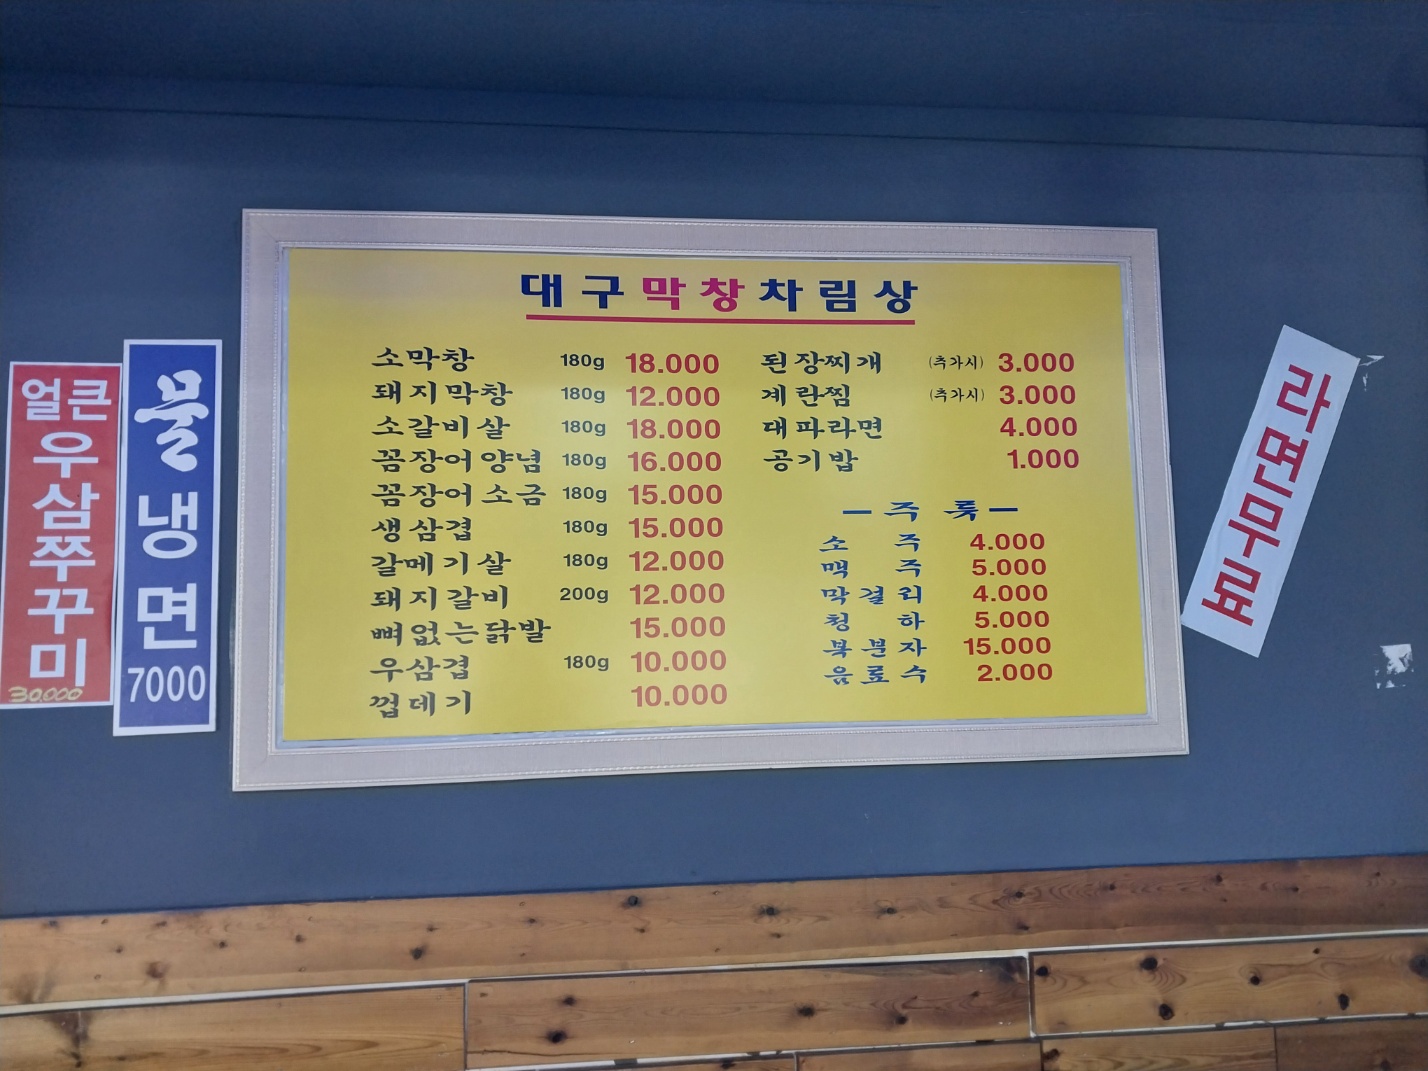 얼큰
우삼쭈꾸미
30.000
물냉면
7000
대구막창차림상
소막창 180g 18.000
돼지막창 180g 12.000
소갈비살 180g 18.000
꼼장어양념 180g 16.000
꼼장어소금 180g 15.000
생삼겹 180g 15.000
갈메기살 180g 12.000
돼지갈비 200g 12.000
뼈없는닭발 15.000
우삼겹 180g 10.000
껍데기 10.000
된장찌개 (추가시) 3.000
계란찜 (추가시) 3.000
대파라면 4.000
공기밥 1.000
ー주 룾ー
소 주 4.000
맥 주 5.000
막걸리 4.000
청 하 5.000
복분자 15.000
음료수 2.000
라면무료